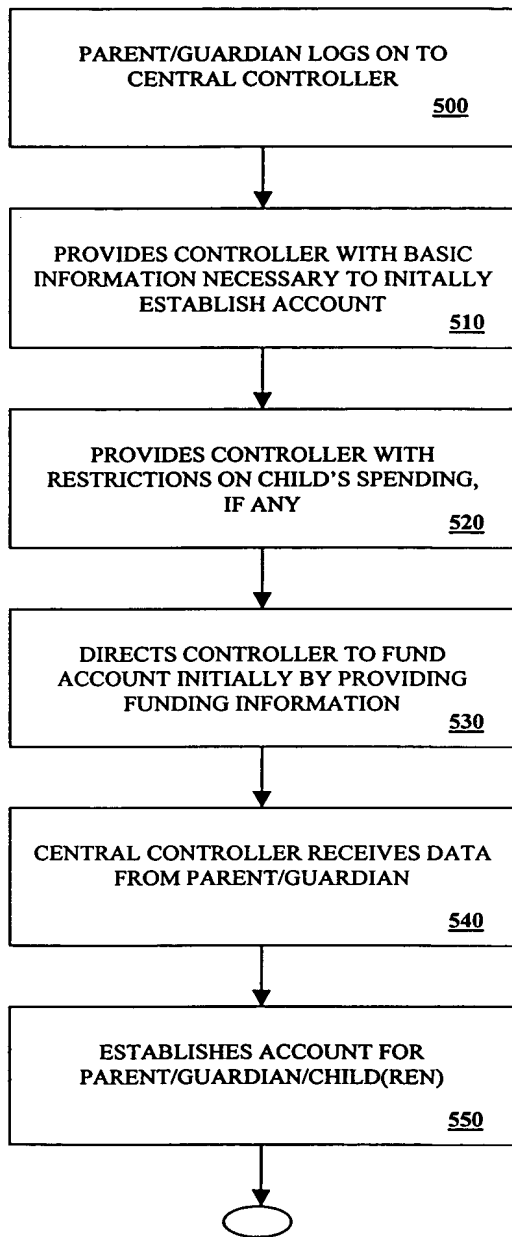 PARENT/GUARDIAN LOGS ON TO
CENTRAL CONTROLLER
500
PROVIDES CONTROLLER WITH BASIC
INFORMATION NECESSARY TO INITALLY
ESTABLISH ACCOUNT
510
PROVIDES CONTROLLER WITH
RESTRICTIONS ON CHILD'S SPENDING,
IF ANY
520
DIRECTS CONTROLLER TO FUND
ACCOUNT INITIALLY BY PROVIDING
FUNDING INFORMATION
530
CENTRAL CONTROLLER RECEIVES DATA
FROM PARENT/GUARDIAN
540
ESTABLISHES ACCOUNT FOR
PARENT/GUARDIAN/CHILD(REN)
550